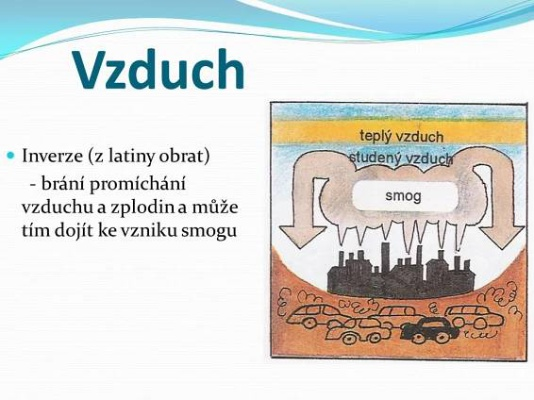 Vzduch
Inverze (z latiny obrat)
- brání promíchání
vzduchu a zplodin a může
tím dojít ke vzniku smogu
teplý vzduch
studený vzduch
smog